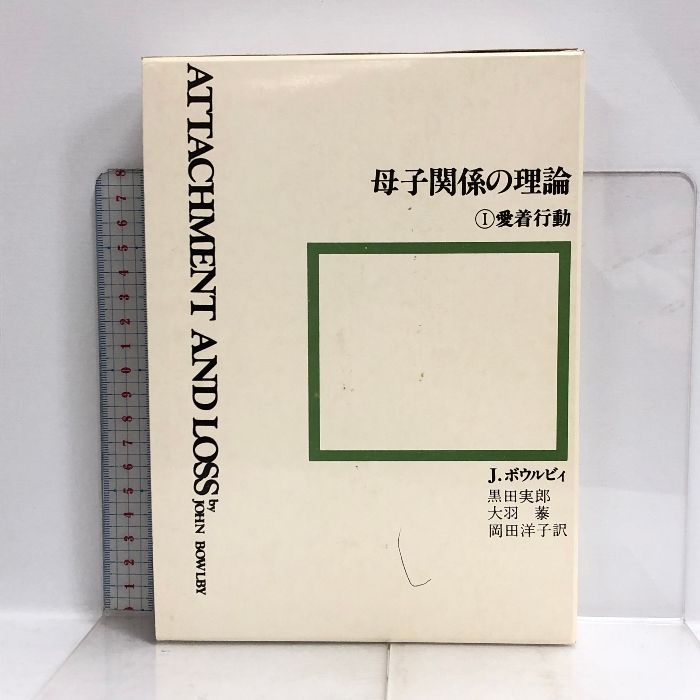 ATTACHMENT AND LOSS
by
JOHN BOWLBY
母子関係の理論
Ⅰ愛着行動
J.ボウルビィ
黒田実郎
大羽 蓁
岡田洋子訳